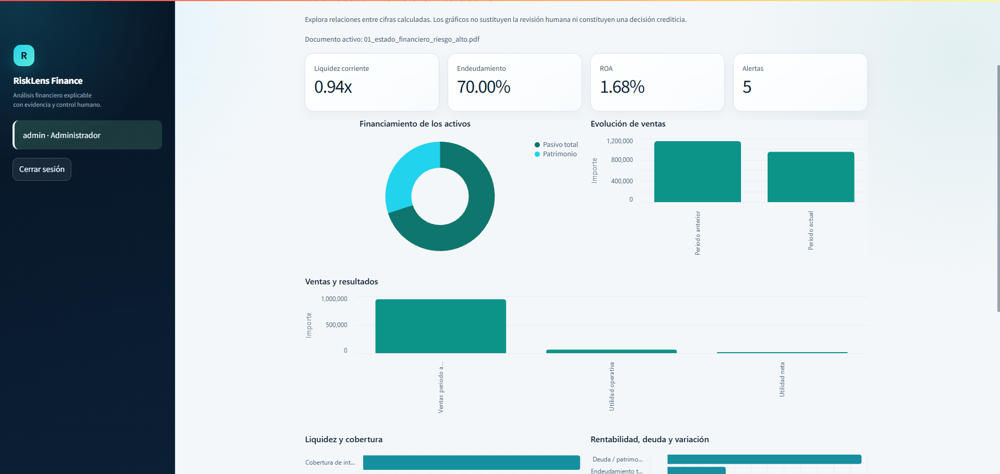 R
RiskLens Finance
Análisis financiero explicable
con evidencia y control humano.
admin · Administrador
Cerrar sesión
Explora relaciones entre cifras calculadas. Los gráficos no sustituyen la revisión humana ni constituyen una decisión crediticia.
Documento activo: 01_estado_financiero_riesgo_alto.pdf
Liquidez corriente
0.94x
Endeudamiento
70.00%
ROA
1.68%
Alertas
5
Financiamiento de los activos
Pasivo total
Patrimonio
Evolución de ventas
Importe
1,200,000
800,000
400,000
0
Periodo anterior
Periodo actual
Ventas y resultados
Importe
1,000,000
500,000
0
Ventas periodo a...
Utilidad operativa
Utilidad neta
Liquidez y cobertura
Cobertura de int...
Rentabilidad, deuda y variación
Deuda / patrimo...
Endeudamiento t...